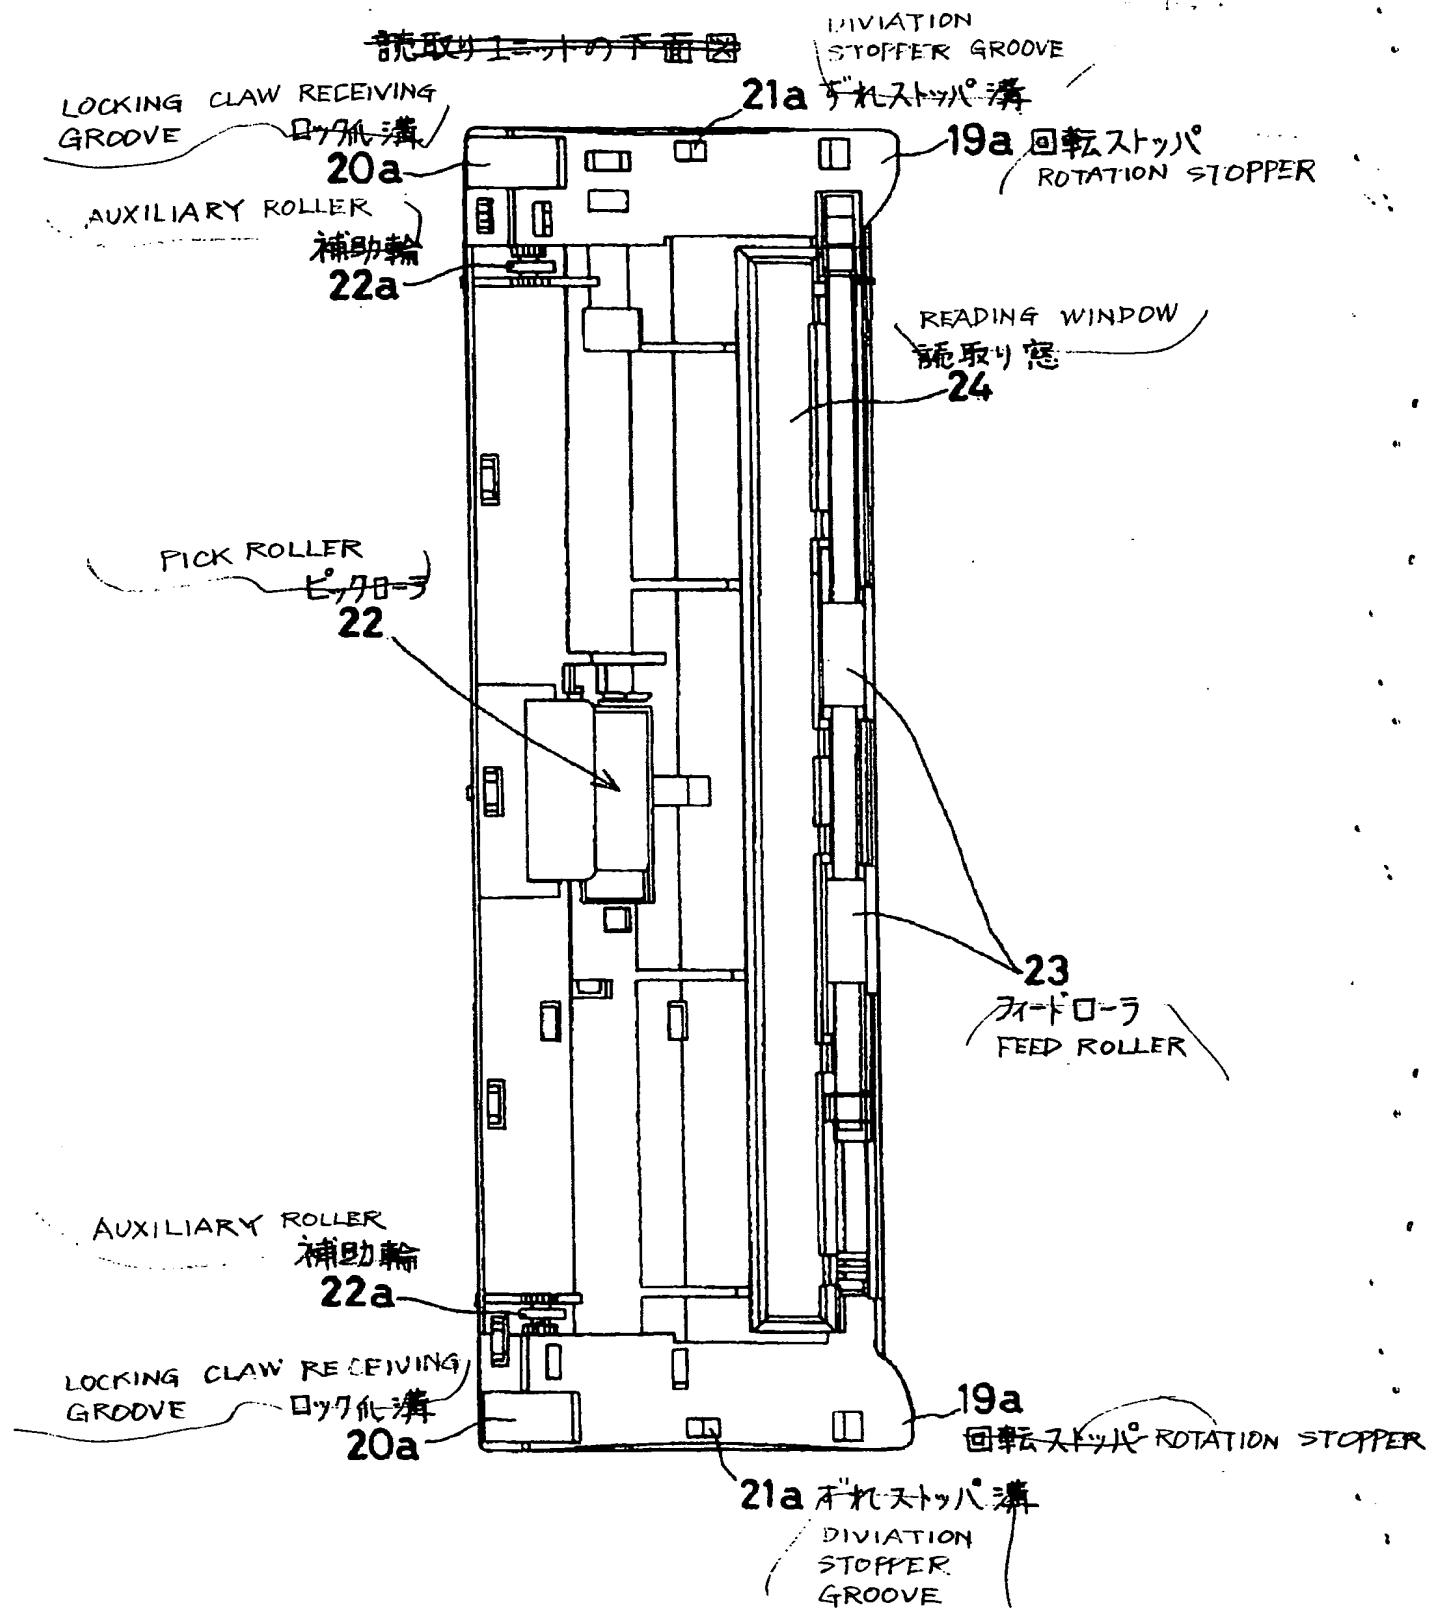 読取りユニットの下面図
DIVIATION
STOPPER GROOVE
21a ずれストッパ溝
LOCKING CLAW RECEIVING
GROOVE ロック爪溝
20a
19a 回転ストッパ
ROTATION STOPPER
AUXILIARY ROLLER
補助輪
22a
READING WINDOW
読取り窓
24
PICK ROLLER
ピックローラ
22
23
フィードローラ
FEED ROLLER
AUXILIARY ROLLER
補助輪
22a
LOCKING CLAW RECEIVING
GROOVE ロック爪溝
20a
19a
回転ストッパ ROTATION STOPPER
21a ずれストッパ溝
DIVIATION
STOPPER
GROOVE